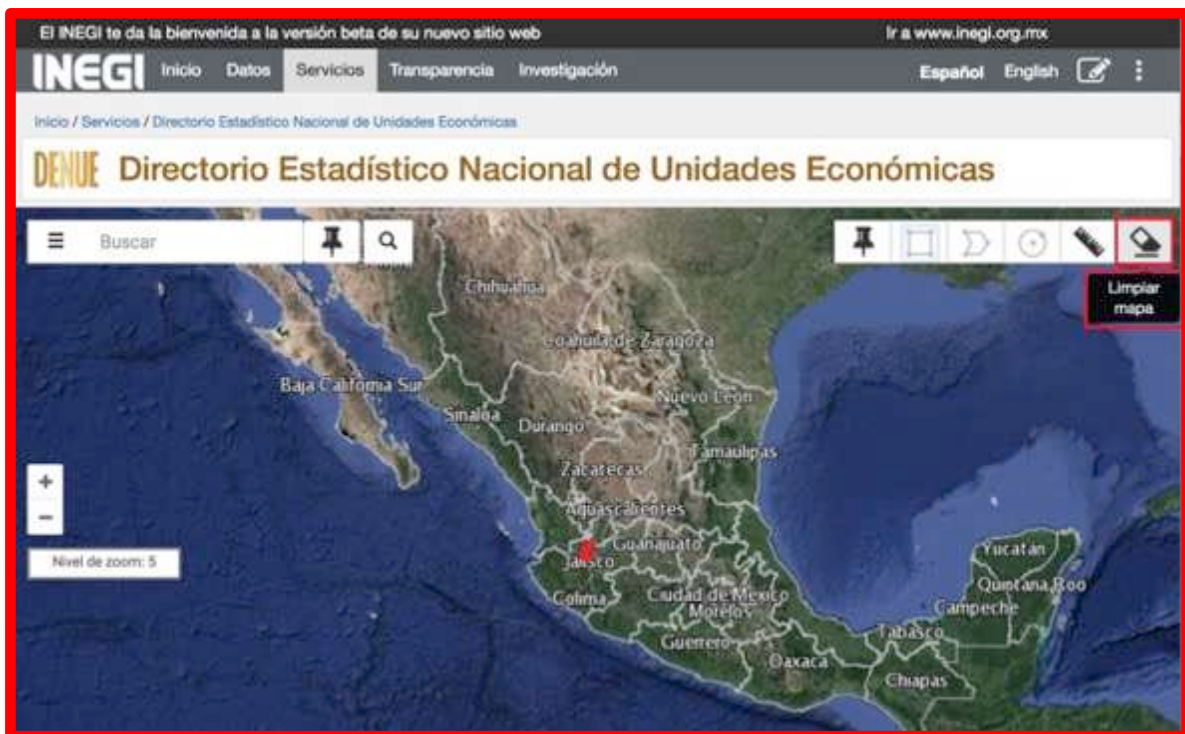 El INEGI te da la bienvenida a la versión beta de su nuevo sitio web Ir a www.inegi.org.mx
INEGI Inicio Datos Servicios Transparencia Investigación Español English
Inicio / Servicios / Directorio Estadístico Nacional de Unidades Económicas
DENUE Directorio Estadístico Nacional de Unidades Económicas
Buscar
Limpiar
mapa
Chihuahua
Coahuila de Zaragoza
Baja California Sur
Nuevo León
Sinaloa
Durango
Tamaulipas
Zacatecas
Aguascalientes
Guanajuato
Jalisco
Yucatán
Quintana Roo
Colima
Ciudad de México
Morelos
Campeche
Guerrero
Tabasco
Oaxaca
Chiapas
+
−
Nivel de zoom: 5